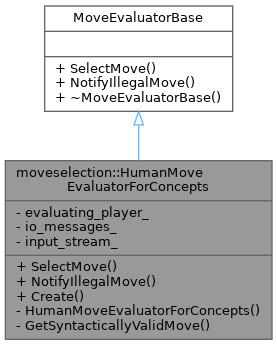 MoveEvaluatorBase
+ SelectMove()
+ NotifyIllegalMove()
+ ~MoveEvaluatorBase()
moveselection::HumanMove
EvaluatorForConcepts
- evaluating_player_
- io_messages_
- input_stream_
+ SelectMove()
+ NotifyIllegalMove()
+ Create()
- HumanMoveEvaluatorForConcepts()
- GetSyntacticallyValidMove()